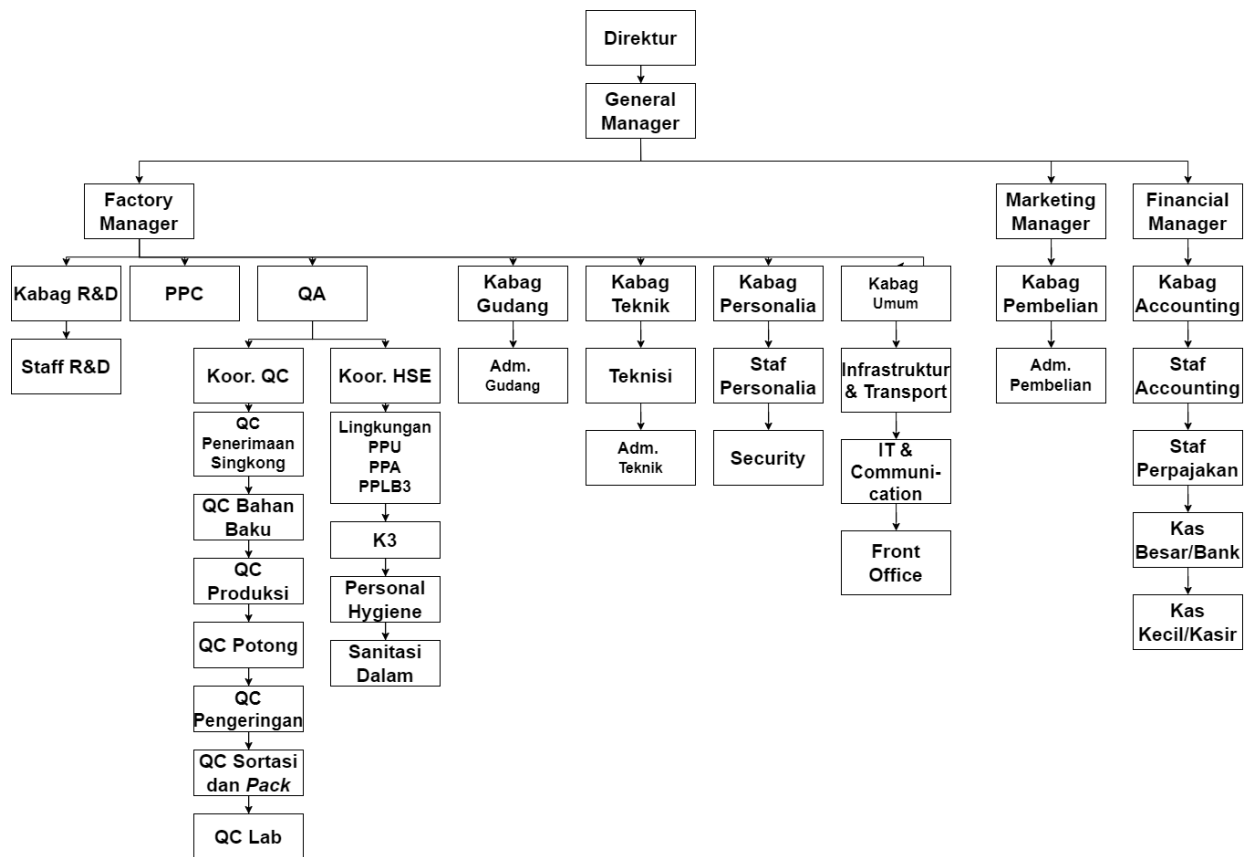 Direktur
General
Manager
Factory
Manager
Marketing
Manager
Financial
Manager
Kabag R&D
PPC
QA
Kabag
Gudang
Kabag
Teknik
Kabag
Personalia
Kabag
Umum
Kabag
Pembelian
Kabag
Accounting
Staff R&D
Koor. QC
Koor. HSE
Adm.
Gudang
Teknisi
Staf
Personalia
Infrastruktur
& Transport
Adm.
Pembelian
Staf
Accounting
QC
Penerimaan
Singkong
Lingkungan
PPU
PPA
PPLB3
Adm.
Teknik
Security
IT &
Communi-
cation
Staf
Perpajakan
QC Bahan
Baku
K3
Front
Office
Kas
Besar/Bank
QC
Produksi
Personal
Hygiene
Kas
Kecil/Kasir
QC Potong
Sanitasi
Dalam
QC
Pengeringan
QC Sortasi
dan Pack
QC Lab